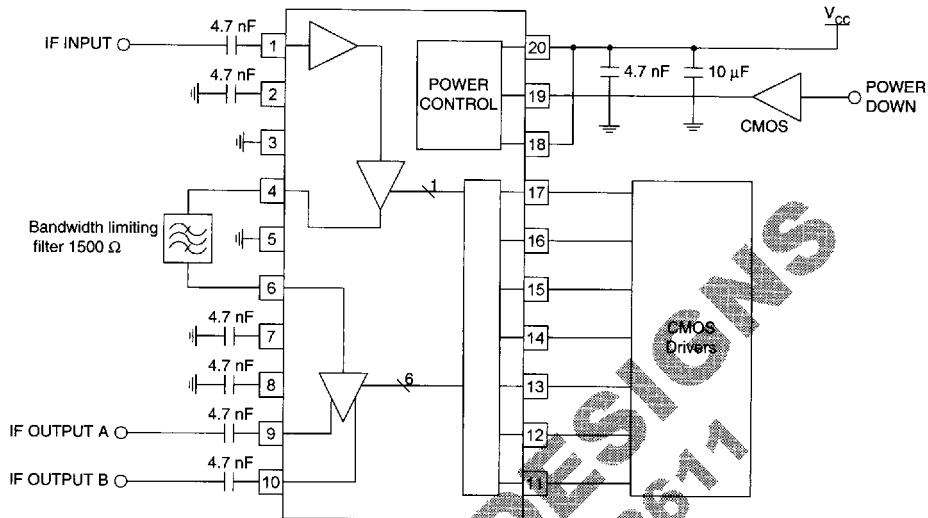 4.7 nF
IF INPUT
1
4.7 nF
2
3
4
Bandwidth limiting
filter 1500 Ω
5
6
4.7 nF
7
4.7 nF
8
4.7 nF
IF OUTPUT A
9
4.7 nF
IF OUTPUT B
10
POWER
CONTROL
1
6
20
19
18
17
16
15
14
13
12
11
VCC
4.7 nF
10 µF
CMOS
POWER
DOWN
CMOS
Drivers
DESIGNS
611